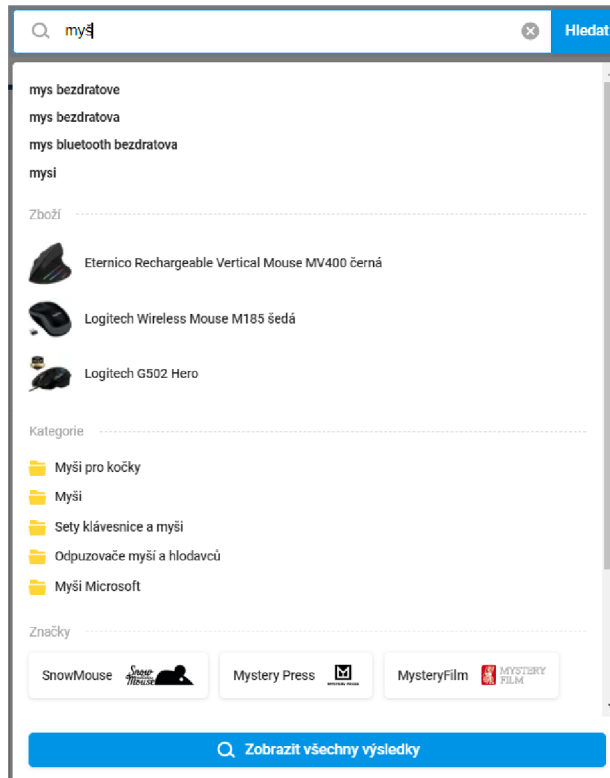 myš
Hledat
mys bezdratove
mys bezdratova
mys bluetooth bezdratova
mysi
Zboží
Eternico Rechargeable Vertical Mouse MV400 černá
Logitech Wireless Mouse M185 šedá
Logitech G502 Hero
Kategorie
Myši pro kočky
Myši
Sety klávesnice a myši
Odpuzovače myší a hlodavců
Myši Microsoft
Značky
SnowMouse Snow Mouse
Mystery Press M
MysteryFilm MYSTERY FILM
Zobrazit všechny výsledky